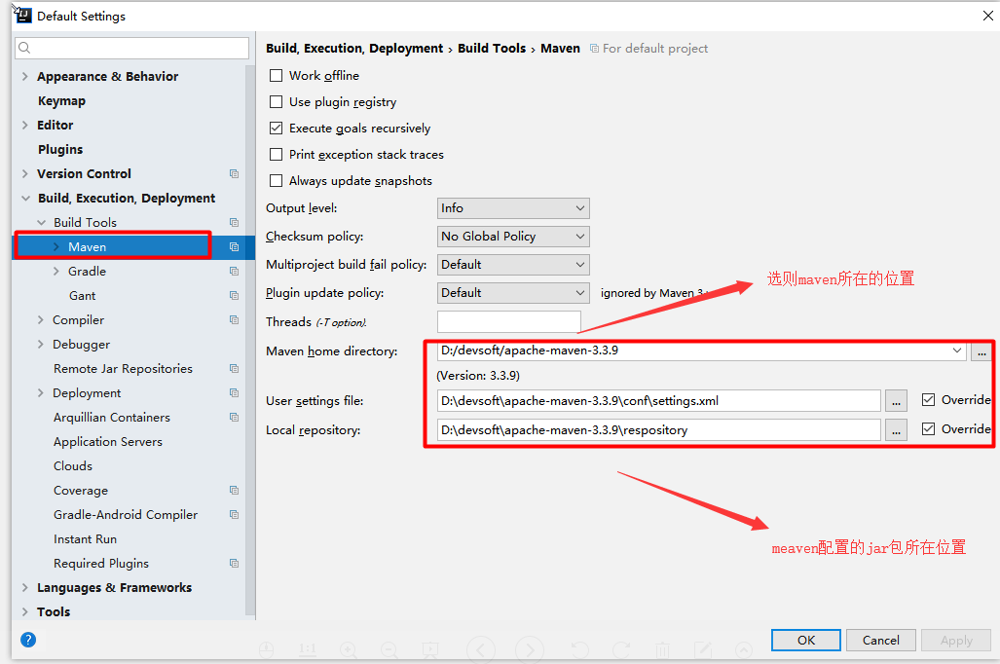 Default Settings
Build, Execution, Deployment › Build Tools › Maven For default project
Appearance & Behavior
Keymap
Editor
Plugins
Version Control
Build, Execution, Deployment
Build Tools
Maven
Gradle
Gant
Compiler
Debugger
Remote Jar Repositories
Deployment
Arquillian Containers
Application Servers
Clouds
Coverage
Gradle-Android Compiler
Instant Run
Required Plugins
Languages & Frameworks
Tools
Work offline
Use plugin registry
Execute goals recursively
Print exception stack traces
Always update snapshots
Output level: Info
Checksum policy: No Global Policy
Multiproject build fail policy: Default
Plugin update policy: Default ignored by Maven 3+
Threads (-T option).
选则maven所在的位置
Maven home directory: D:/devsoft/apache-maven-3.3.9 ...
(Version: 3.3.9)
User settings file: D:\devsoft\apache-maven-3.3.9\conf\settings.xml ... Override
Local repository: D:\devsoft\apache-maven-3.3.9\respository ... Override
meaven配置的jar包所在位置
?
1:1
OK Cancel Apply